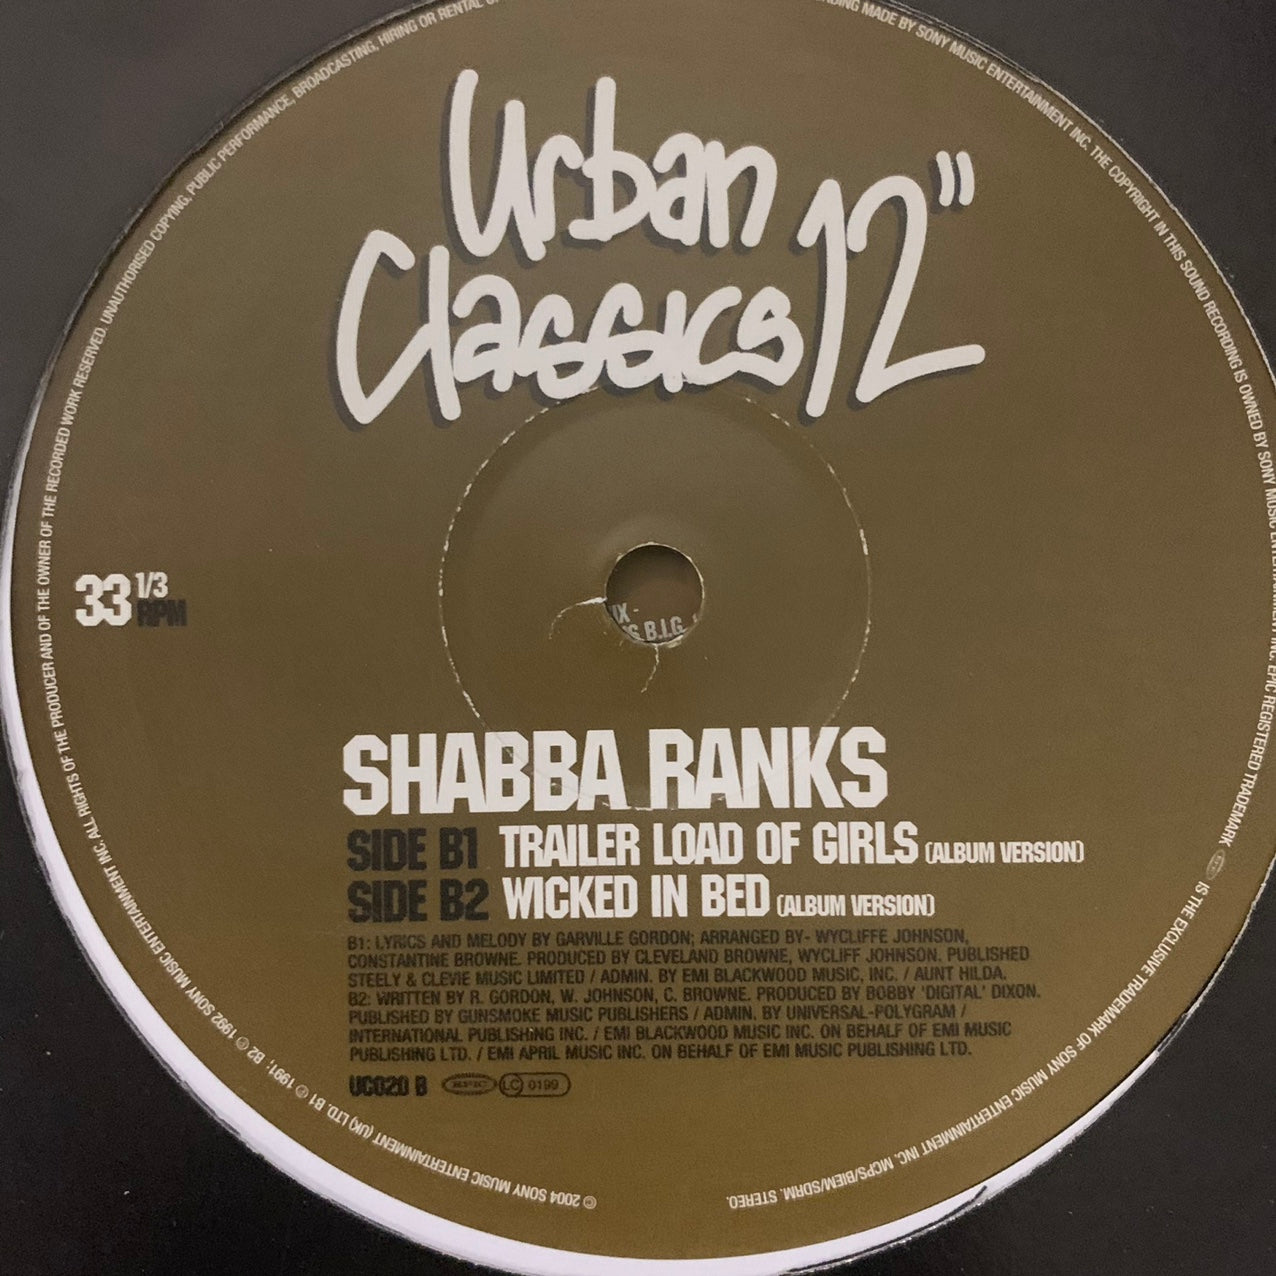 Urban
Classics 12"
33 1/3
RPM
IX -
S B.I.G.
SHABBA RANKS
SIDE B1 TRAILER LOAD OF GIRLS (ALBUM VERSION)
SIDE B2 WICKED IN BED (ALBUM VERSION)
B1: LYRICS AND MELODY BY GARVILLE GORDON; ARRANGED BY- WYCLIFFE JOHNSON,
CONSTANTINE BROWNE. PRODUCED BY CLEVELAND BROWNE, WYCLIFF JOHNSON. PUBLISHED
STEELY & CLEVIE MUSIC LIMITED / ADMIN. BY EMI BLACKWOOD MUSIC, INC. / AUNT HILDA.
B2: WRITTEN BY R. GORDON, W. JOHNSON, C. BROWNE. PRODUCED BY BOBBY 'DIGITAL' DIXON.
PUBLISHED BY GUNSMOKE MUSIC PUBLISHERS / ADMIN. BY UNIVERSAL-POLYGRAM /
INTERNATIONAL PUBLISHING INC. / EMI BLACKWOOD MUSIC INC. ON BEHALF OF EMI MUSIC
PUBLISHING LTD. / EMI APRIL MUSIC INC. ON BEHALF OF EMI MUSIC PUBLISHING LTD.
UC020 B EPIC LC 0199
© 2004 SONY MUSIC ENTERTAINMENT (UK) LTD. B1 ℗ 1991; B2 ℗ 1992 SONY MUSIC ENTERTAINMENT INC. ALL RIGHTS OF THE PRODUCER AND OF THE OWNER OF THE RECORDED WORK RESERVED. UNAUTHORISED COPYING, PUBLIC PERFORMANCE, BROADCASTING, HIRING OR RENTAL
MADE BY SONY MUSIC ENTERTAINMENT INC. THE COPYRIGHT IN THIS SOUND RECORDING IS OWNED BY SONY MUSIC INC. EPIC REGISTERED TRADEMARK. EPIC IS THE EXCLUSIVE TRADEMARK OF SONY MUSIC ENTERTAINMENT INC. MCPS/BIEM/SDRM. STEREO.